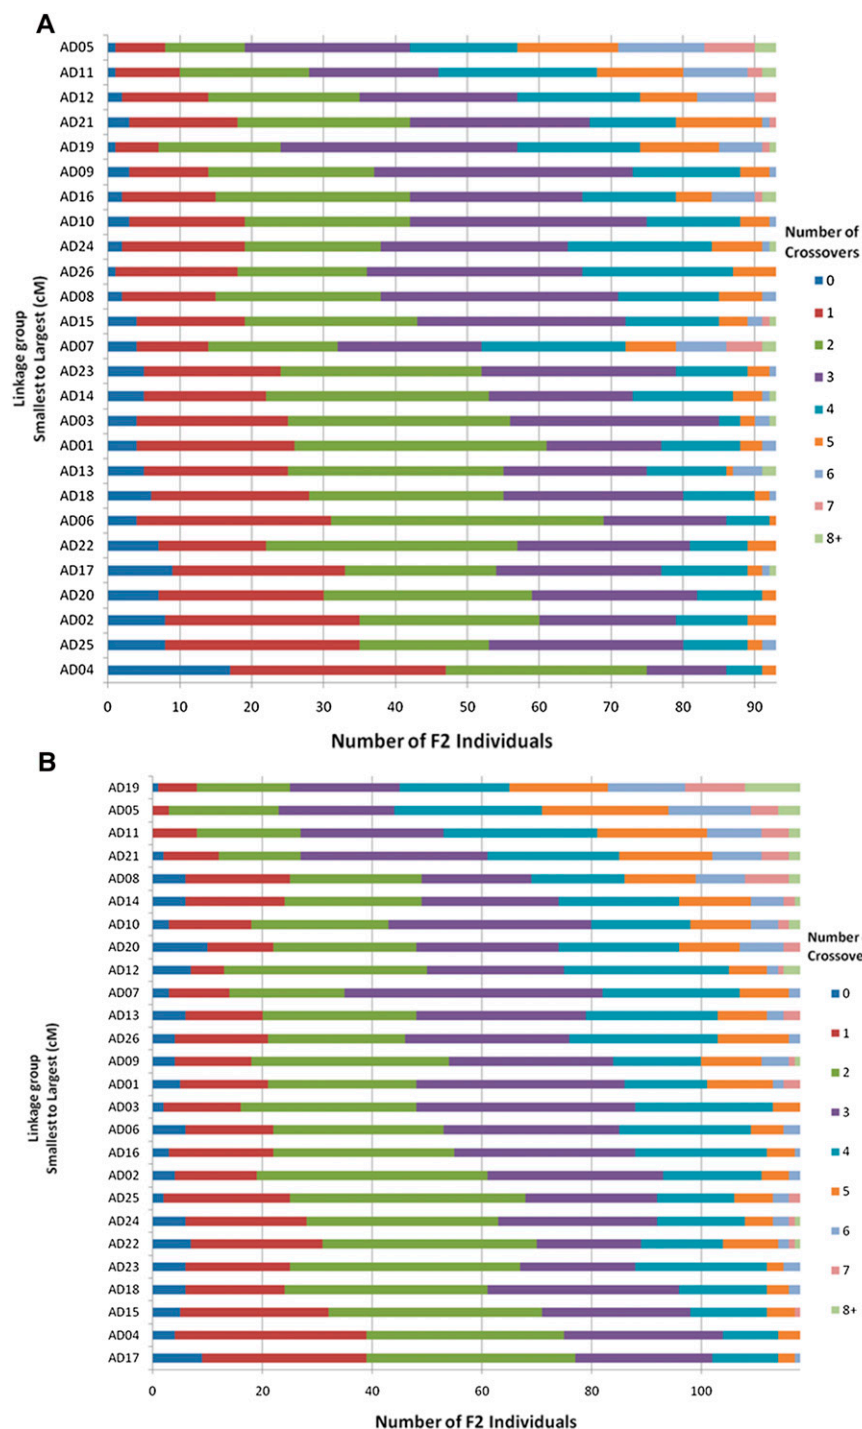 A
AD05
AD11
AD12
AD21
AD19
AD09
AD16
AD10
AD24
AD26
AD08
AD15
AD07
AD23
AD14
AD03
AD01
AD13
AD18
AD06
AD22
AD17
AD20
AD02
AD25
AD04
Linkage group
Smallest to Largest (cM)
0 10 20 30 40 50 60 70 80 90
Number of F2 Individuals
Number of
Crossovers
0
1
2
3
4
5
6
7
8+
B
AD19
AD05
AD11
AD21
AD08
AD14
AD10
AD20
AD12
AD07
AD13
AD26
AD09
AD01
AD03
AD06
AD16
AD02
AD25
AD24
AD22
AD23
AD18
AD15
AD04
AD17
Linkage group
Smallest to Largest (cM)
0 20 40 60 80 100
Number of F2 Individuals
Number
Crossove
0
1
2
3
4
5
6
7
8+